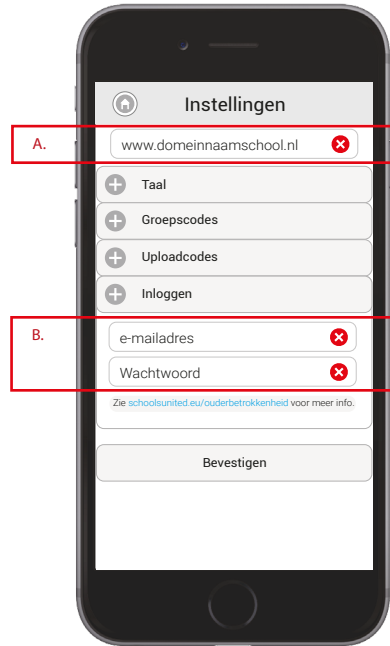 Instellingen
A.
www.domeinnaamschool.nl
Taal
Groepscodes
Uploadcodes
Inloggen
B.
e-mailadres
Wachtwoord
Zie schoolsunited.eu/ouderbetrokkenheid voor meer info.
Bevestigen